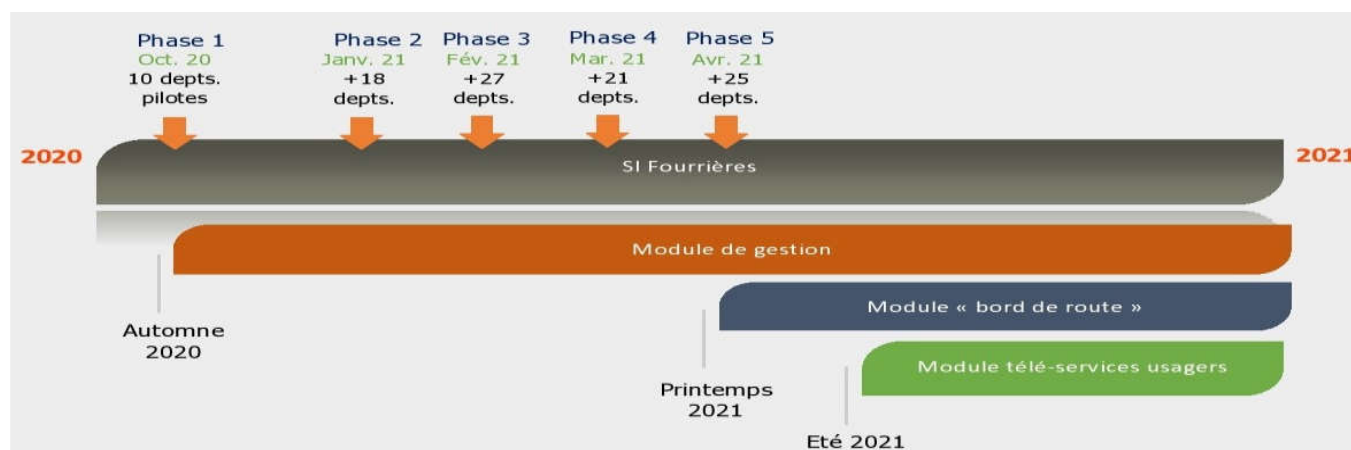 Phase 1
Oct. 20
10 depts.
pilotes
Phase 2
Janv. 21
+18
depts.
Phase 3
Fév. 21
+27
depts.
Phase 4
Mar. 21
+21
depts.
Phase 5
Avr. 21
+25
depts.
2020
SI Fourrières
2021
Module de gestion
Module « bord de route »
Automne
2020
Module télé-services usagers
Printemps
2021
Eté 2021